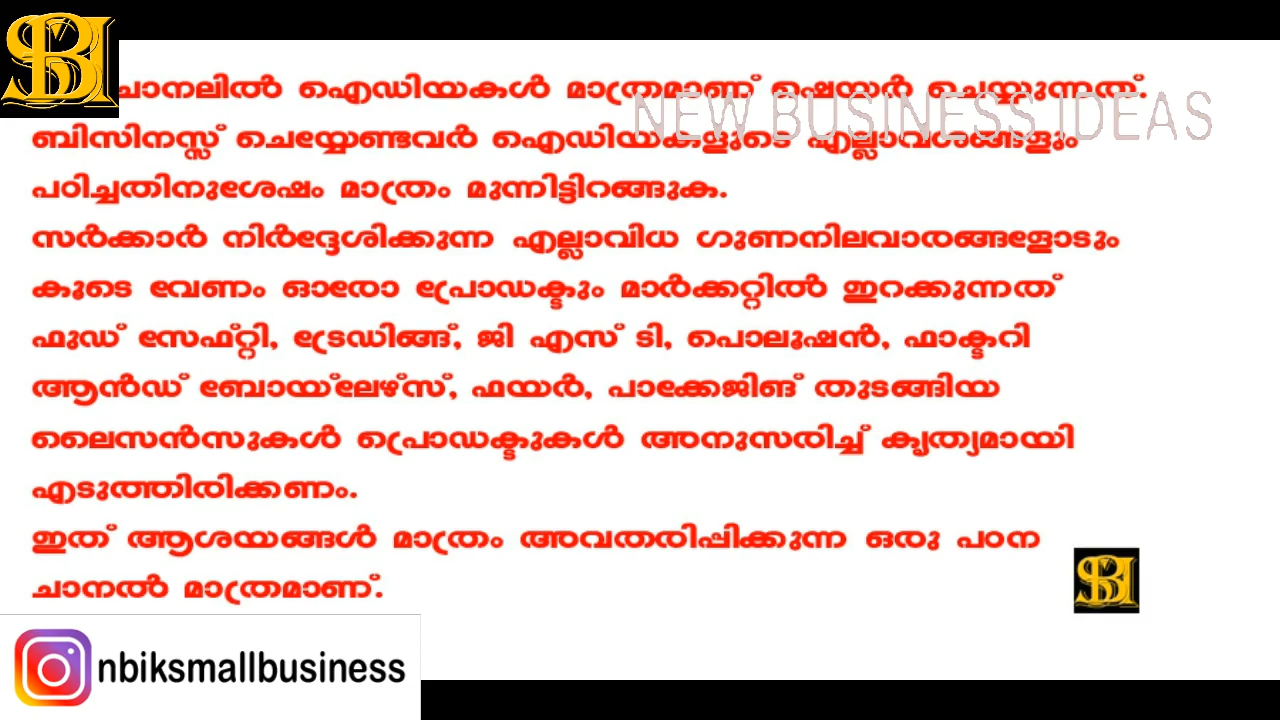 ചാനലിൽ ഐഡിയകൾ മാത്രമാണ് ഷെയർ ചെയ്യുന്നത്.
NEW BUSINESS IDEAS
ബിസിനസ്സ് ചെയ്യേണ്ടവർ ഐഡിയകളുടെ എല്ലാവശങ്ങളും
പഠിച്ചതിനുശേഷം മാത്രം മുന്നിട്ടിറങ്ങുക.
സർക്കാർ നിർദ്ദേശിക്കുന്ന എല്ലാവിധ ഗുണനിലവാരങ്ങളോടും
കൂടെ വേണം ഓരോ പ്രോഡക്ടും മാർക്കറ്റിൽ ഇറക്കുന്നത്
ഫുഡ് സേഫ്റ്റി, ട്രേഡിങ്ങ്, ജി എസ് ടി, പൊലൂഷൻ, ഫാക്ടറി
ആൻഡ് ബോയ്ലേഴ്സ്, ഫയർ, പാക്കേജിങ് തുടങ്ങിയ
ലൈസൻസുകൾ പ്രൊഡക്ടുകൾ അനുസരിച്ച് കൃത്യമായി
എടുത്തിരിക്കണം.
ഇത് ആശയങ്ങൾ മാത്രം അവതരിപ്പിക്കുന്ന ഒരു പഠന
ചാനൽ മാത്രമാണ്.
nbiksmallbusiness